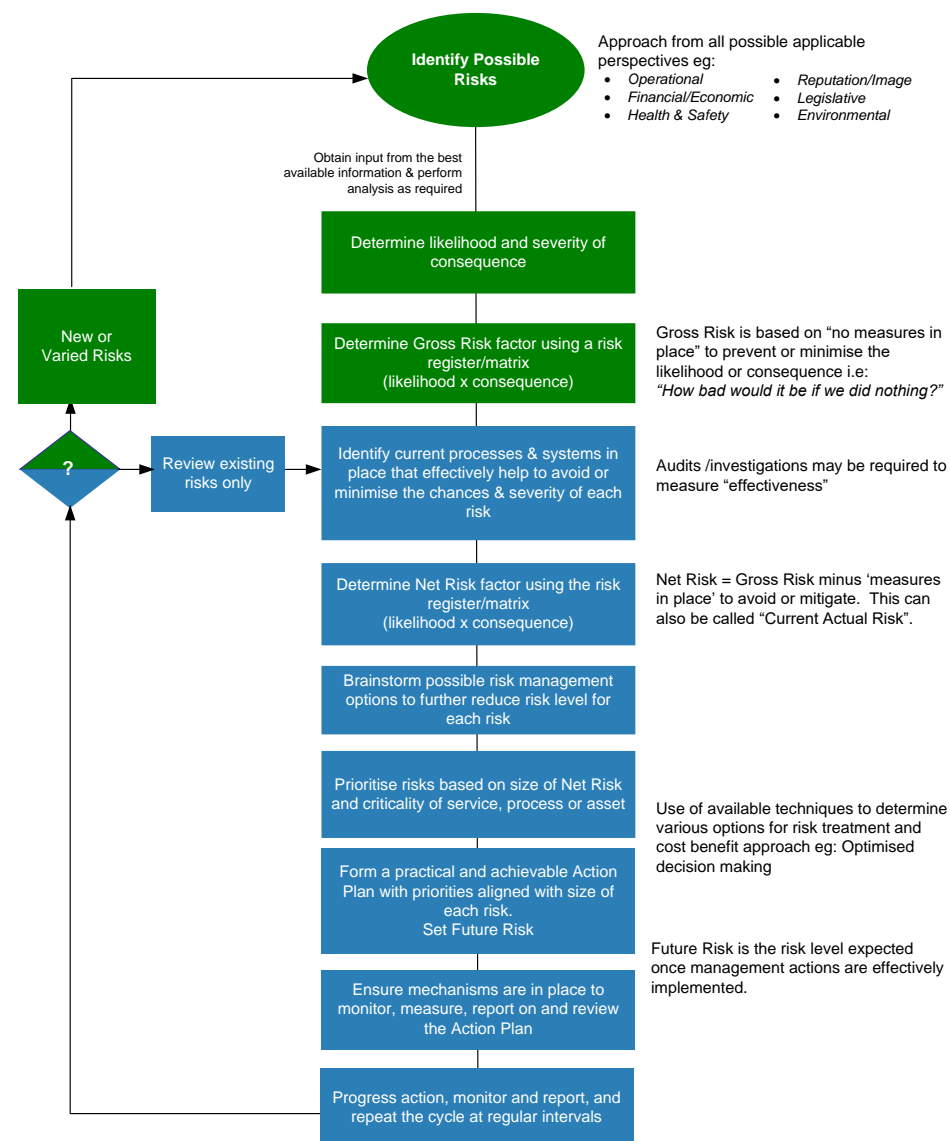 Identify Possible
Risks
Approach from all possible applicable
perspectives eg:
• Operational
• Financial/Economic
• Health & Safety
• Reputation/Image
• Legislative
• Environmental
Obtain input from the best
available information & perform
analysis as required
Determine likelihood and severity of
consequence
New or
Varied Risks
Determine Gross Risk factor using a risk
register/matrix
(likelihood x consequence)
Gross Risk is based on “no measures in
place” to prevent or minimise the
likelihood or consequence i.e:
“How bad would it be if we did nothing?”
?
Review existing
risks only
Identify current processes & systems in
place that effectively help to avoid or
minimise the chances & severity of each
risk
Audits /investigations may be required to
measure “effectiveness”
Determine Net Risk factor using the risk
register/matrix
(likelihood x consequence)
Net Risk = Gross Risk minus ‘measures
in place’ to avoid or mitigate.  This can
also be called “Current Actual Risk”.
Brainstorm possible risk management
options to further reduce risk level for
each risk
Prioritise risks based on size of Net Risk
and criticality of service, process or asset
Use of available techniques to determine
various options for risk treatment and
cost benefit approach eg: Optimised
decision making
Form a practical and achievable Action
Plan with priorities aligned with size of
each risk.
Set Future Risk
Future Risk is the risk level expected
once management actions are effectively
implemented.
Ensure mechanisms are in place to
monitor, measure, report on and review
the Action Plan
Progress action, monitor and report, and
repeat the cycle at regular intervals